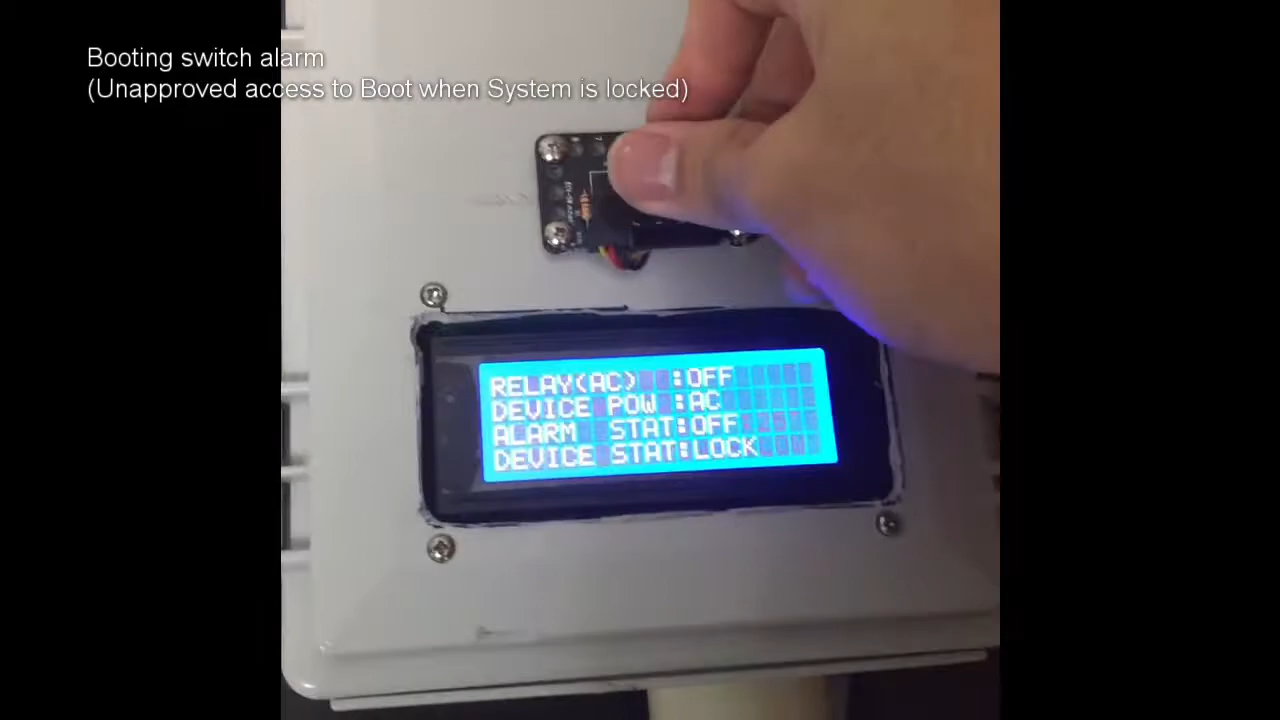 Booting switch alarm
(Unapproved access to Boot when System is locked)
RELAY(AC) :OFF
DEVICE POW :AC
ALARM STAT:OFF
DEVICE STAT:LOCK